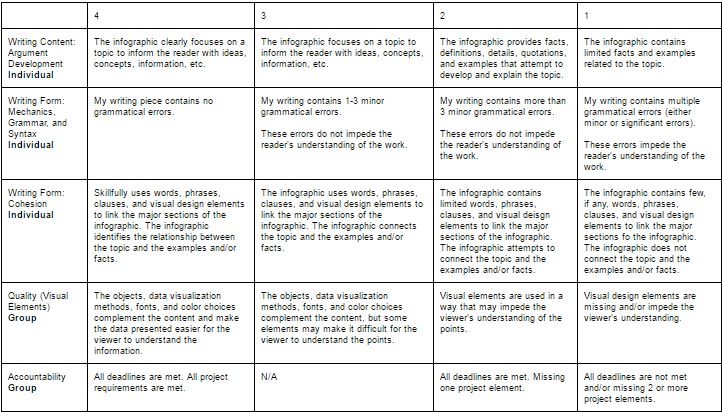 4
3
2
1
Writing Content:
Argument
Development
Individual
The infographic clearly focuses on a
topic to inform the reader with ideas,
concepts, information, etc.
The infographic focuses on a topic to
inform the reader with ideas, concepts,
information, etc.
The infographic provides facts,
definitions, details, quotations,
and examples that attempt to
develop and explain the topic.
The infographic contains
limited facts and examples
related to the topic.
Writing Form:
Mechanics,
Grammar, and
Syntax
Individual
My writing piece contains no
grammatical errors.
My writing contains 1-3 minor
grammatical errors.
These errors do not impede the
reader's understanding of the work.
My writing contains more than
3 minor grammatical errors.
These errors do not impede
the reader's understanding of
the work.
My writing contains multiple
grammatical errors (either
minor or significant errors).
These errors impede the
reader's understanding of the
work.
Writing Form:
Cohesion
Individual
Skillfully uses words, phrases,
clauses, and visual design elements
to link the major sections of the
infographic. The infographic
identifies the relationship between
the topic and the examples and/or
facts.
The infographic uses words, phrases,
clauses, and visual design elements to
link the major sections of the
infographic. The infographic connects
the topic and the examples and/or
facts.
The infographic contains
limited words, phrases,
clauses, and visual deisgn
elements to link the major
sections of the infographic.
The infographic attempts to
connect the topic and the
examples and/or facts.
The infographic contains few,
if any, words, phrases,
clauses, and visual design
elements to link the major
sections fo the infographic.
The infographic does not
connect the topic and the
examples and/or facts.
Quality (Visual
Elements)
Group
The objects, data visualization
methods, fonts, and color choices
complement the content and make
the data presented easier for the
viewer to understand the
information.
The objects, data visualization
methods, fonts, and color choices
complement the content, but some
elements may make it difficult for the
viewer to understand the points.
Visual elements are used in a
way that may impede the
viewer's understanding of the
points.
Visual design elements are
missing and/or impede the
viewer's understanding.
Accountability
Group
All deadlines are met. All project
requirements are met.
N/A
All deadlines are met. Missing
one project element.
All deadlines are not met
and/or missing 2 or more
project elements.